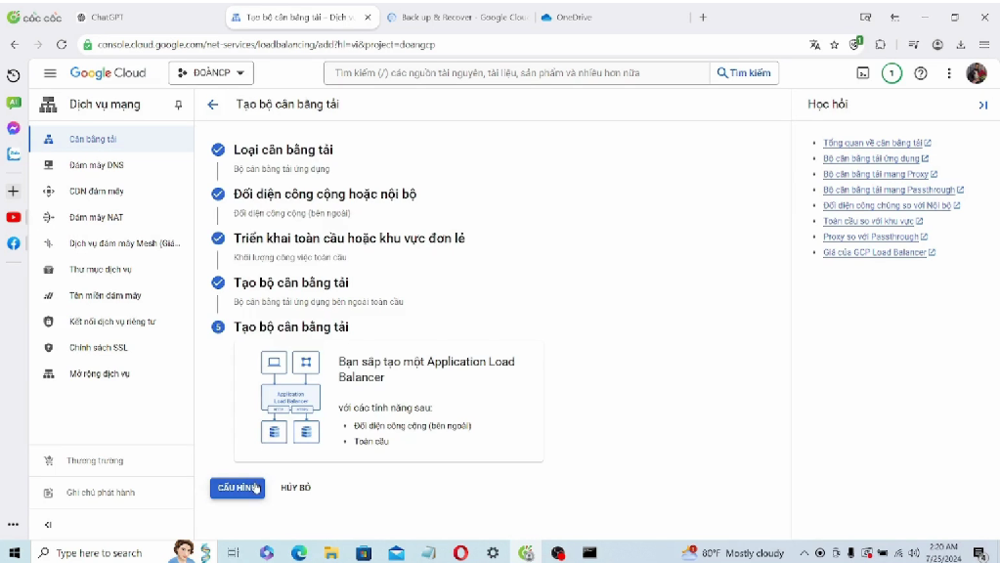 cốc cốc
ChatGPT
Tạo bộ cân bằng tải - Dịch v
Back up & Recover - Google Clou
OneDrive
console.cloud.google.com/net-services/loadbalancing/add?hl=vi&project=doangcp
Google Cloud
ĐOÀNCP
Tìm kiếm (/) các nguồn tài nguyên, tài liệu, sản phẩm và nhiều hơn nữa
Tìm kiếm
1
Dịch vụ mạng
Tạo bộ cân bằng tải
Học hỏi
Cân bằng tải
Đám mây DNS
CDN đám mây
Đám mây NAT
Dịch vụ đám mây Mesh (Giá...
Thư mục dịch vụ
Tên miền đám mây
Kết nối dịch vụ riêng tư
Chính sách SSL
Mở rộng dịch vụ
Thương trường
Ghi chú phát hành
Loại cân bằng tải
Bộ cân bằng tải ứng dụng
Đối diện công cộng hoặc nội bộ
Đối diện công cộng (bên ngoài)
Triển khai toàn cầu hoặc khu vực đơn lẻ
Khối lượng công việc toàn cầu
Tạo bộ cân bằng tải
Bộ cân bằng tải ứng dụng bên ngoài toàn cầu
5
Tạo bộ cân bằng tải
Application
Load Balancer
Bạn sắp tạo một Application Load
Balancer
với các tính năng sau:
Đối diện công cộng (bên ngoài)
Toàn cầu
CẤU HÌNH
HỦY BỎ
Tổng quan về cân bằng tải
Bộ cân bằng tải ứng dụng
Bộ cân bằng tải mạng Proxy
Bộ cân bằng tải mạng Passthrough
Đối diện công chúng so với Nội bộ
Toàn cầu so với khu vực
Proxy so với Passthrough
Giá của GCP Load Balancer
Type here to search
80°F Mostly cloudy
2:20 AM
7/25/2024